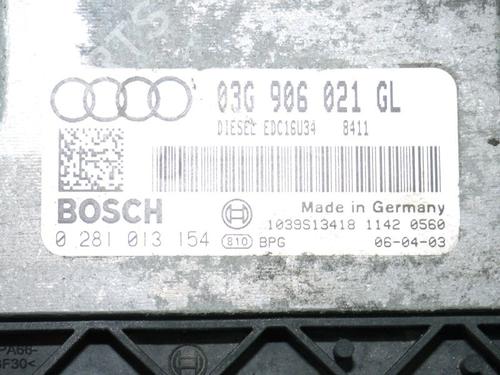 03G 906 021 GL
DIESEL EDC16U34 8411
BOSCH
Made in Germany
1039S13418 1142 0560
0 281 013 154 810 BPG 06-04-03
PA66-